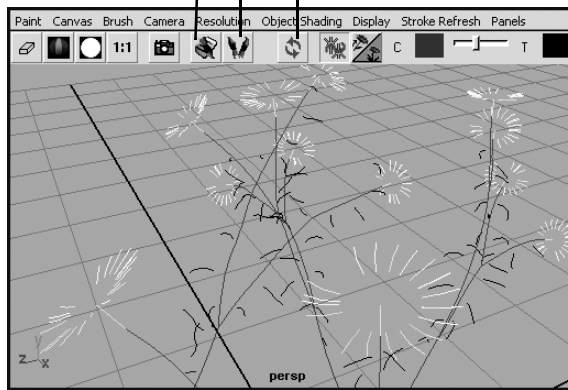 Paint Canvas Brush Camera Resolution Object Shading Display Stroke Refresh Panels
1:1 C T
y
z x
persp